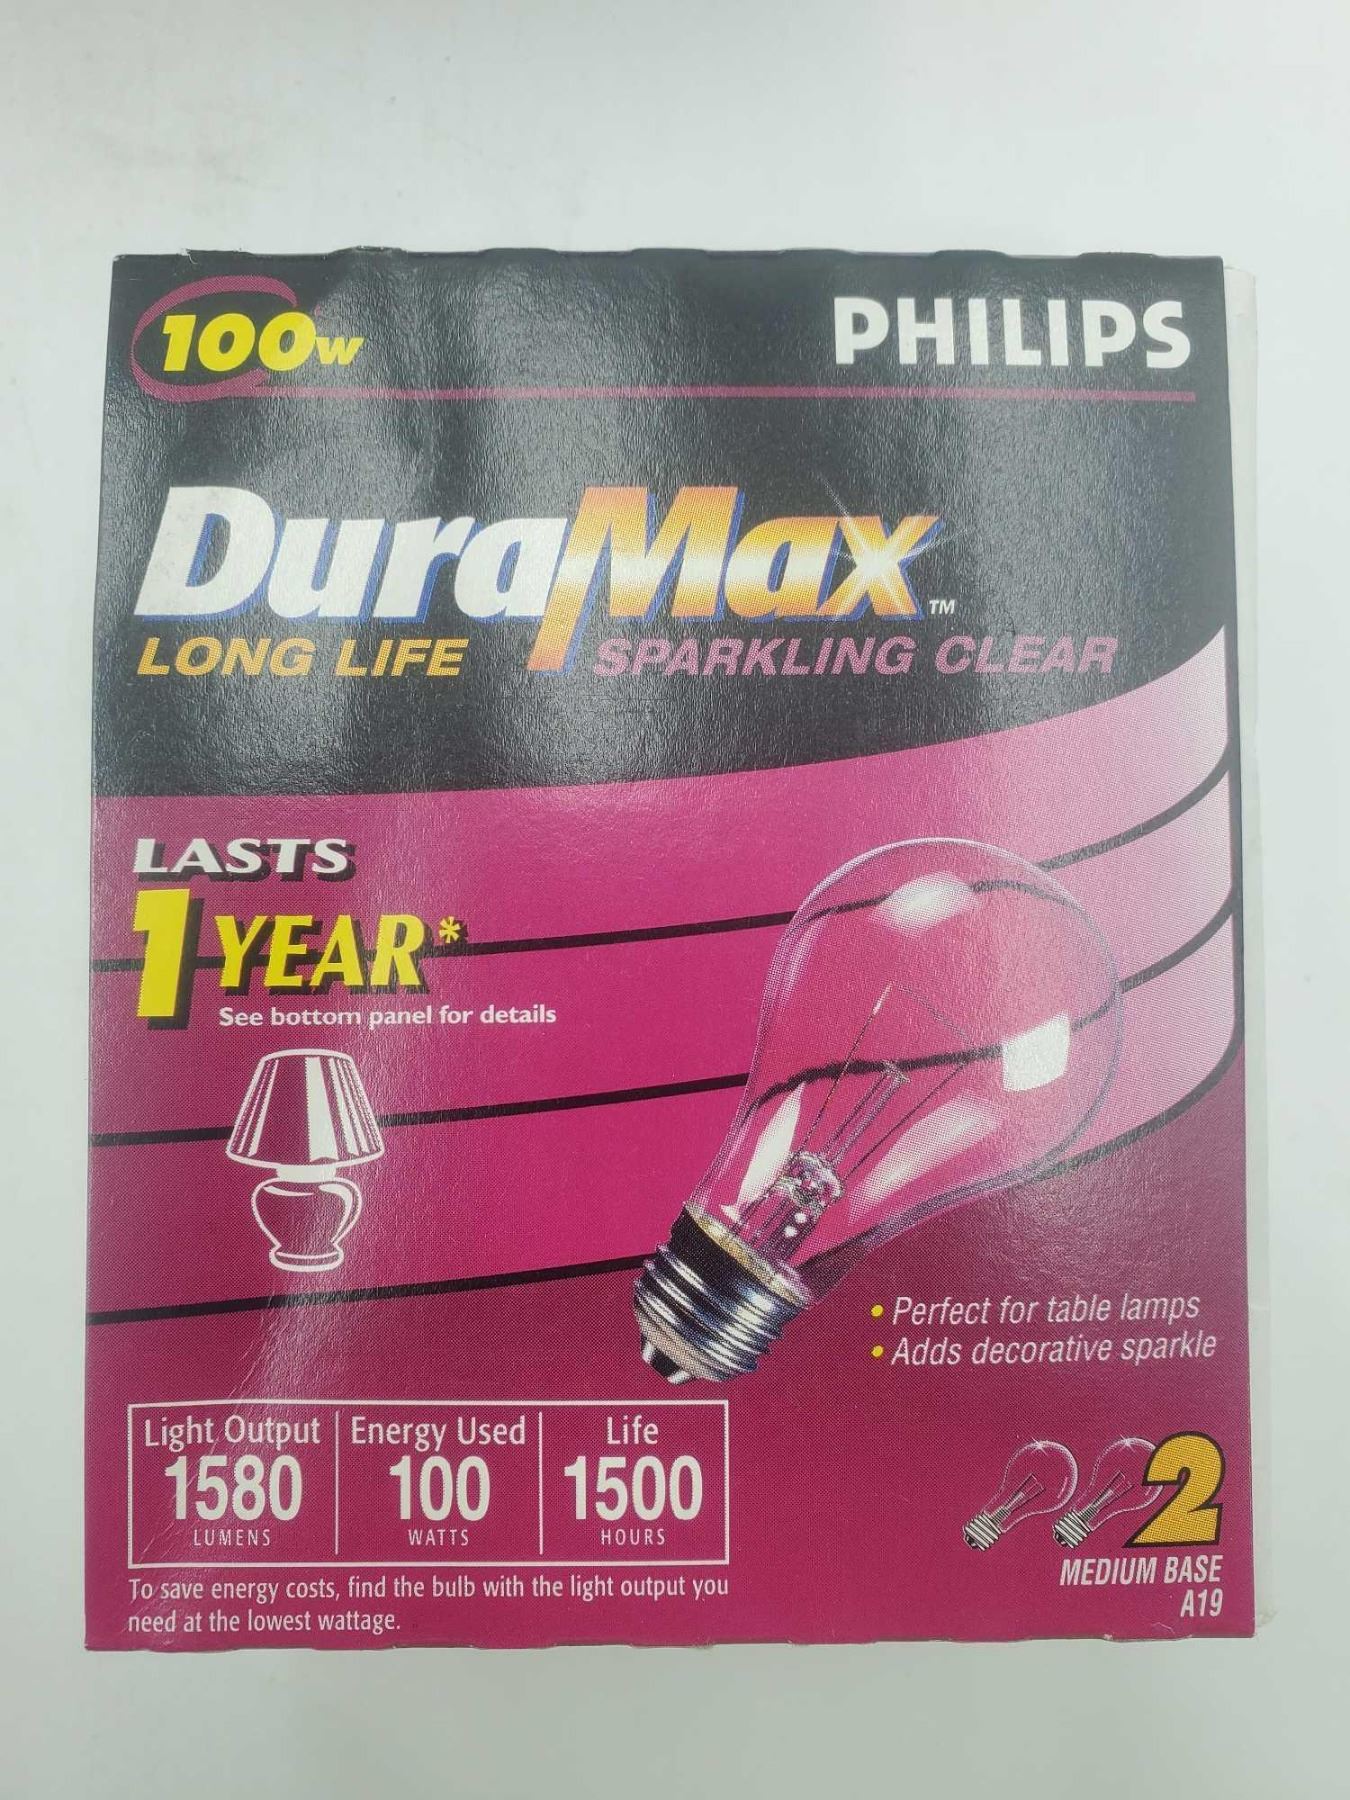 100W
PHILIPS
DuraMax™
LONG LIFE SPARKLING CLEAR
LASTS
1 YEAR*
See bottom panel for details
• Perfect for table lamps
• Adds decorative sparkle
Light Output Energy Used Life
1580 100 1500
LUMENS WATTS HOURS
To save energy costs, find the bulb with the light output you
need at the lowest wattage.
2
MEDIUM BASE
A19